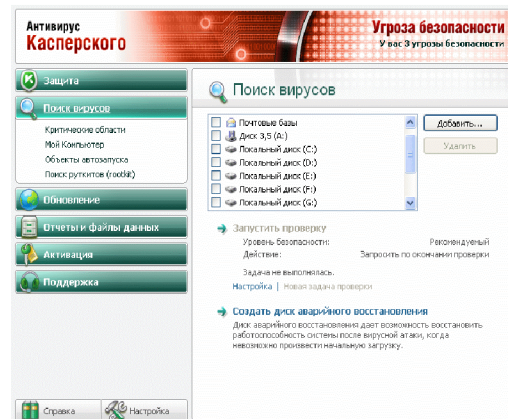 Антивирус
Касперского
Угроза безопасности
У вас 3 угрозы безопасности
Защита
Поиск вирусов
Критические области
Мой Компьютер
Объекты автозапуска
Поиск руткитов (rootkit)
Обновление
Отчеты и файлы данных
Активация
Поддержка
Справка
Настройка
Поиск вирусов
Почтовые базы
Диск 3,5 (A:)
Локальный диск (C:)
Локальный диск (D:)
Локальный диск (E:)
Локальный диск (F:)
Локальный диск (G:)
Добавить...
Удалить
Запустить проверку
Уровень безопасности: Рекомендуемый
Действие: Запросить по окончании проверки
Задача не выполнялась.
Настройка | Новая задача проверки
Создать диск аварийного восстановления
Диск аварийного восстановления дает возможность восстановить
работоспособность системы после вирусной атаки, когда
невозможно произвести начальную загрузку.